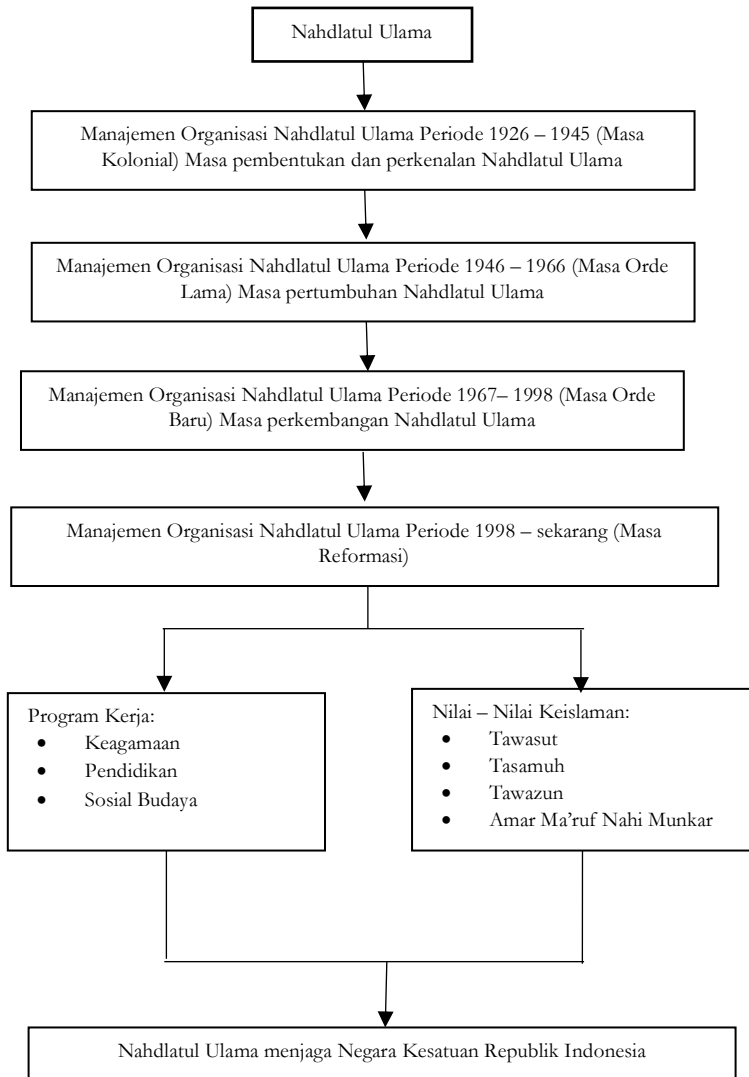 Nahdlatul Ulama
Manajemen Organisasi Nahdlatul Ulama Periode 1926 – 1945 (Masa
Kolonial) Masa pembentukan dan perkenalan Nahdlatul Ulama
Manajemen Organisasi Nahdlatul Ulama Periode 1946 – 1966 (Masa Orde
Lama) Masa pertumbuhan Nahdlatul Ulama
Manajemen Organisasi Nahdlatul Ulama Periode 1967– 1998 (Masa Orde
Baru) Masa perkembangan Nahdlatul Ulama
Manajemen Organisasi Nahdlatul Ulama Periode 1998 – sekarang (Masa
Reformasi)
Program Kerja:
• Keagamaan
• Pendidikan
• Sosial Budaya
Nilai – Nilai Keislaman:
• Tawasut
• Tasamuh
• Tawazun
• Amar Ma’ruf Nahi Munkar
Nahdlatul Ulama menjaga Negara Kesatuan Republik Indonesia